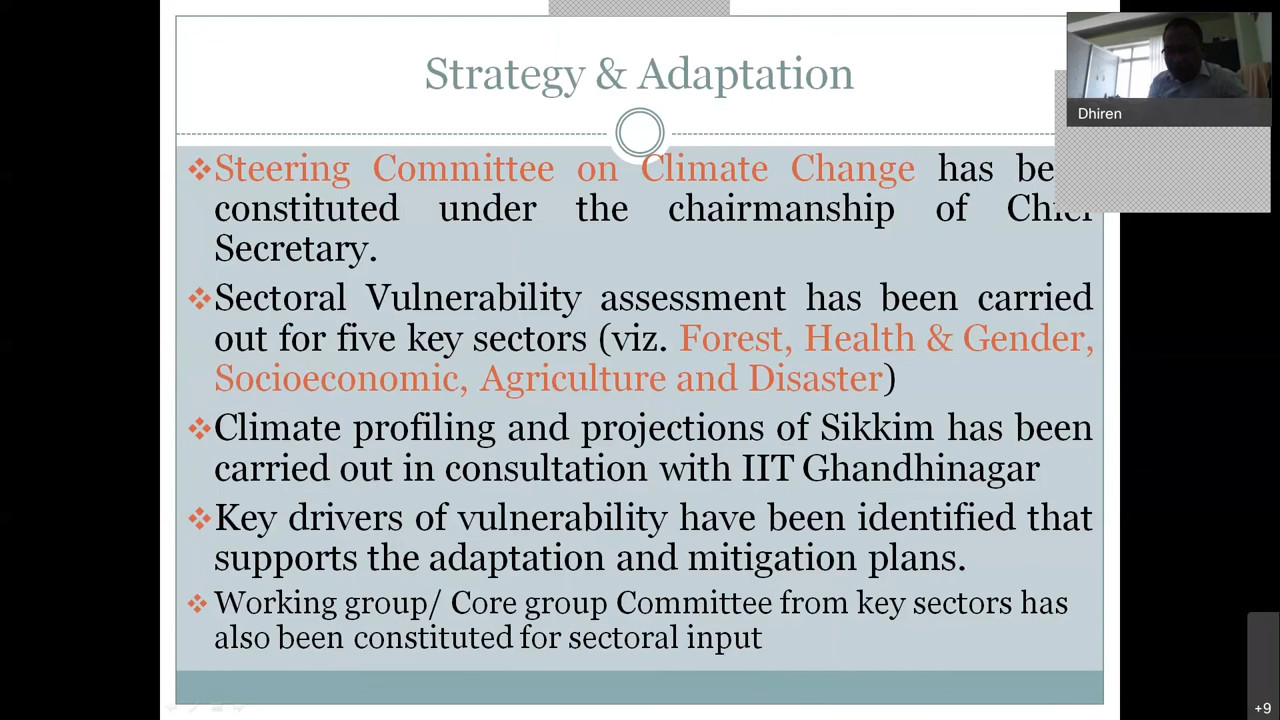 Strategy & Adaptation
Dhiren
❖Steering Committee on Climate Change has be
constituted under the chairmanship of Chief
Secretary.
❖Sectoral Vulnerability assessment has been carried
out for five key sectors (viz. Forest, Health & Gender,
Socioeconomic, Agriculture and Disaster)
❖Climate profiling and projections of Sikkim has been
carried out in consultation with IIT Ghandhinagar
❖Key drivers of vulnerability have been identified that
supports the adaptation and mitigation plans.
❖Working group/ Core group Committee from key sectors has
also been constituted for sectoral input
+9